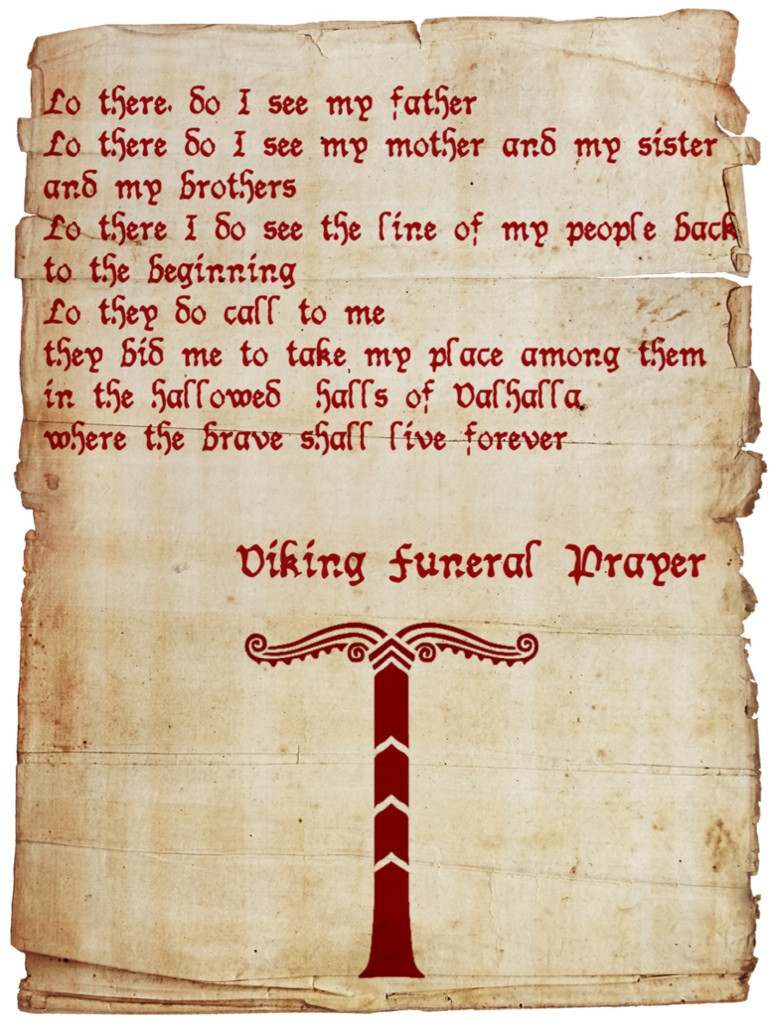 Lo there. do I see my father
Lo there do I see my mother and my sister
and my brothers
Lo there I do see the line of my people back
to the beginning
Lo they do call to me
they bid me to take my place among them
in the hallowed halls of Valhalla
where the brave shall live forever
Viking Funeral Prayer